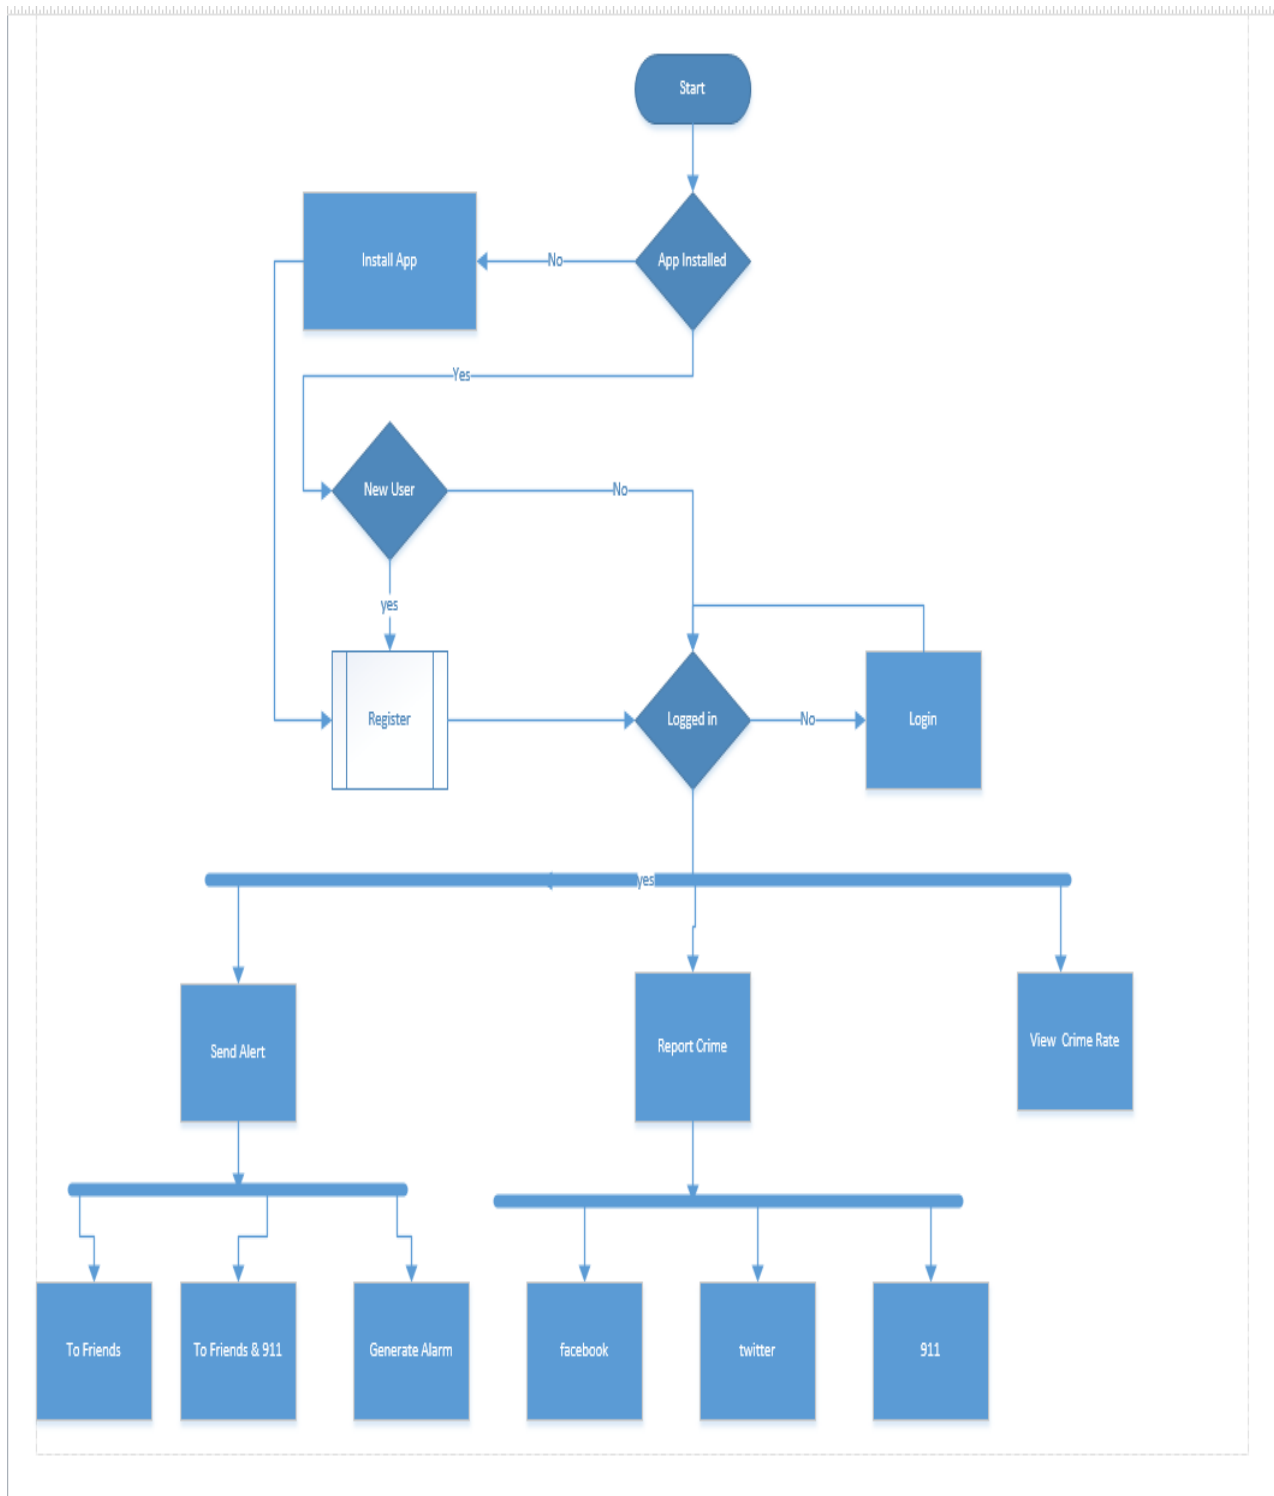 Start
Install App
No
App Installed
Yes
New User
No
yes
Register
Logged in
No
Login
yes
Send Alert
Report Crime
View  Crime Rate
To Friends
To Friends & 911
Generate Alarm
facebook
twitter
911